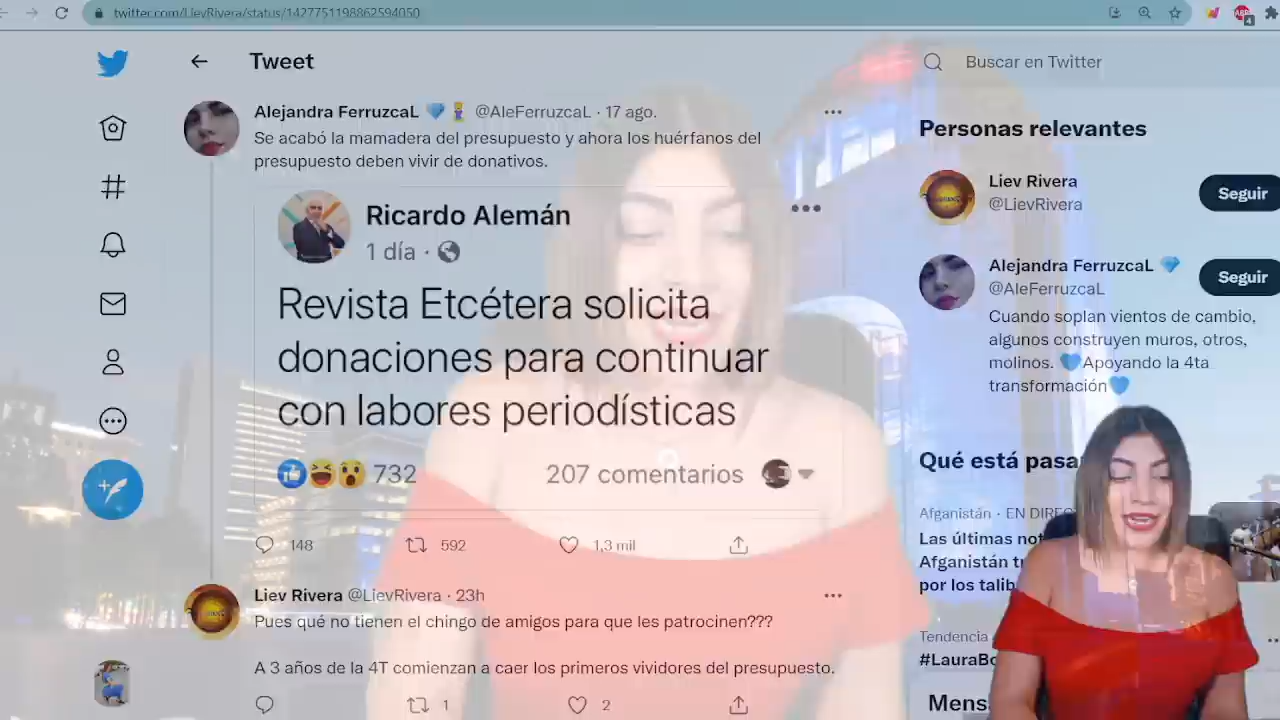 twitter.com/LievRivera/status/1427751198862594050
Tweet
Buscar en Twitter
Alejandra FerruzcaL 💎 @AleFerruzcaL · 17 ago.
Se acabó la mamadera del presupuesto y ahora los huérfanos del
presupuesto deben vivir de donativos.
Ricardo Alemán
1 día ·
Revista Etcétera solicita
donaciones para continuar
con labores periodísticas
732
207 comentarios
148 592 1,3 mil
Liev Rivera @LievRivera · 23h
Pues qué no tienen el chingo de amigos para que les patrocinen???
A 3 años de la 4T comienzan a caer los primeros vividores del presupuesto.
1 2
Personas relevantes
Liev Rivera
@LievRivera
Seguir
Alejandra FerruzcaL 💎
@AleFerruzcaL
Seguir
Cuando soplan vientos de cambio,
algunos construyen muros, otros,
molinos. 💙Apoyando la 4ta
transformación💙
Qué está pasa
Afganistán · EN DIREC
Las últimas not
Afganistán tr
por los talib
Tendencia
#LauraBo
Mens